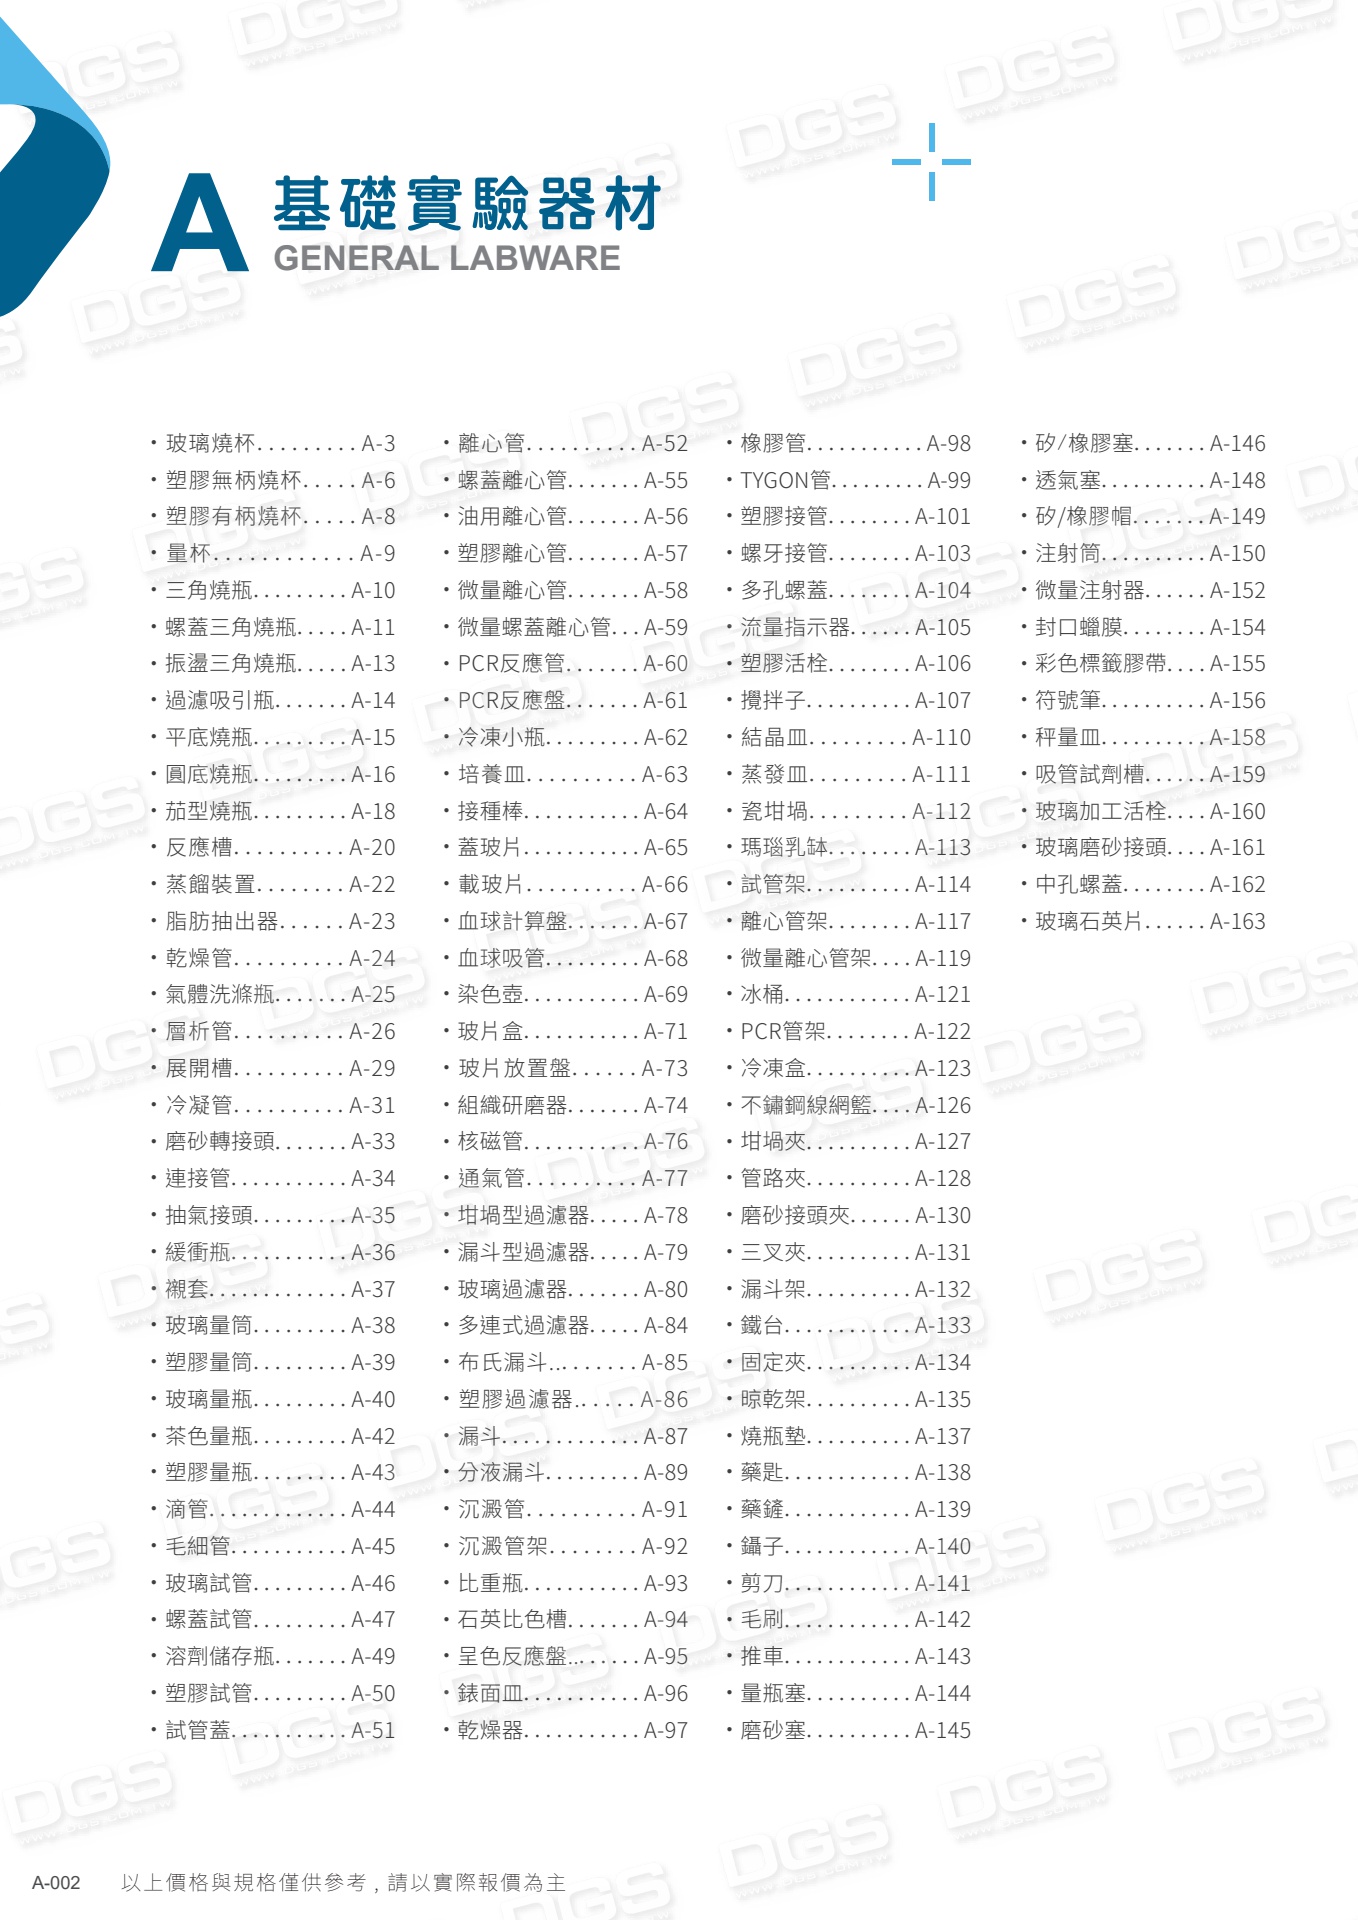 A 基礎實驗器材
GENERAL LABWARE
・玻璃燒杯.........A-3
・塑膠無柄燒杯.....A-6
・塑膠有柄燒杯.....A-8
・量杯............A-9
・三角燒瓶.........A-10
・螺蓋三角燒瓶.....A-11
・振盪三角燒瓶.....A-13
・過濾吸引瓶.......A-14
・平底燒瓶.........A-15
・圓底燒瓶.........A-16
・茄型燒瓶.........A-18
・反應槽..........A-20
・蒸餾裝置........A-22
・脂肪抽出器......A-23
・乾燥管..........A-24
・氣體洗滌瓶.......A-25
・層析管..........A-26
・展開槽..........A-29
・冷凝管..........A-31
・磨砂轉接頭.......A-33
・連接管...........A-34
・抽氣接頭.........A-35
・緩衝瓶...........A-36
・襯套.............A-37
・玻璃量筒.........A-38
・塑膠量筒.........A-39
・玻璃量瓶.........A-40
・茶色量瓶.........A-42
・塑膠量瓶.........A-43
・滴管.............A-44
・毛細管...........A-45
・玻璃試管.........A-46
・螺蓋試管.........A-47
・溶劑儲存瓶.......A-49
・塑膠試管.........A-50
・試管蓋...........A-51
・離心管...........A-52
・螺蓋離心管.......A-55
・油用離心管.......A-56
・塑膠離心管.......A-57
・微量離心管.......A-58
・微量螺蓋離心管...A-59
・PCR反應管.......A-60
・PCR反應盤.......A-61
・冷凍小瓶.........A-62
・培養皿...........A-63
・接種棒...........A-64
・蓋玻片...........A-65
・載玻片...........A-66
・血球計算盤.......A-67
・血球吸管.........A-68
・染色壺...........A-69
・玻片盒...........A-71
・玻片放置盤......A-73
・組織研磨器.......A-74
・核磁管...........A-76
・通氣管..........A-77
・坩堝型過濾器.....A-78
・漏斗型過濾器.....A-79
・玻璃過濾器.......A-80
・多連式過濾器.....A-84
・布氏漏斗.........A-85
・塑膠過濾器......A-86
・漏斗.............A-87
・分液漏斗.........A-89
・沉澱管..........A-91
・沉澱管架........A-92
・比重瓶...........A-93
・石英比色槽.......A-94
・呈色反應盤.......A-95
・錶面皿...........A-96
・乾燥器...........A-97
・橡膠管...........A-98
・TYGON管.........A-99
・塑膠接管........A-101
・螺牙接管........A-103
・多孔螺蓋........A-104
・流量指示器......A-105
・塑膠活栓........A-106
・攪拌子..........A-107
・結晶皿.........A-110
・蒸發皿.........A-111
・瓷坩堝.........A-112
・瑪瑙乳缽........A-113
・試管架..........A-114
・離心管架........A-117
・微量離心管架....A-119
・冰桶............A-121
・PCR管架........A-122
・冷凍盒..........A-123
・不鏽鋼線網籃....A-126
・坩堝夾..........A-127
・管路夾..........A-128
・磨砂接頭夾......A-130
・三叉夾..........A-131
・漏斗架..........A-132
・鐵台............A-133
・固定夾..........A-134
・晾乾架..........A-135
・燒瓶墊..........A-137
・藥匙............A-138
・藥鏟............A-139
・鑷子............A-140
・剪刀............A-141
・毛刷............A-142
・推車............A-143
・量瓶塞..........A-144
・磨砂塞..........A-145
・矽/橡膠塞.......A-146
・透氣塞..........A-148
・矽/橡膠帽.......A-149
・注射筒..........A-150
・微量注射器......A-152
・封口蠟膜........A-154
・彩色標籤膠帶....A-155
・符號筆..........A-156
・秤量皿..........A-158
・吸管試劑槽......A-159
・玻璃加工活栓....A-160
・玻璃磨砂接頭....A-161
・中孔螺蓋........A-162
・玻璃石英片......A-163
A-002 以上價格與規格僅供參考 , 請以實際報價為主